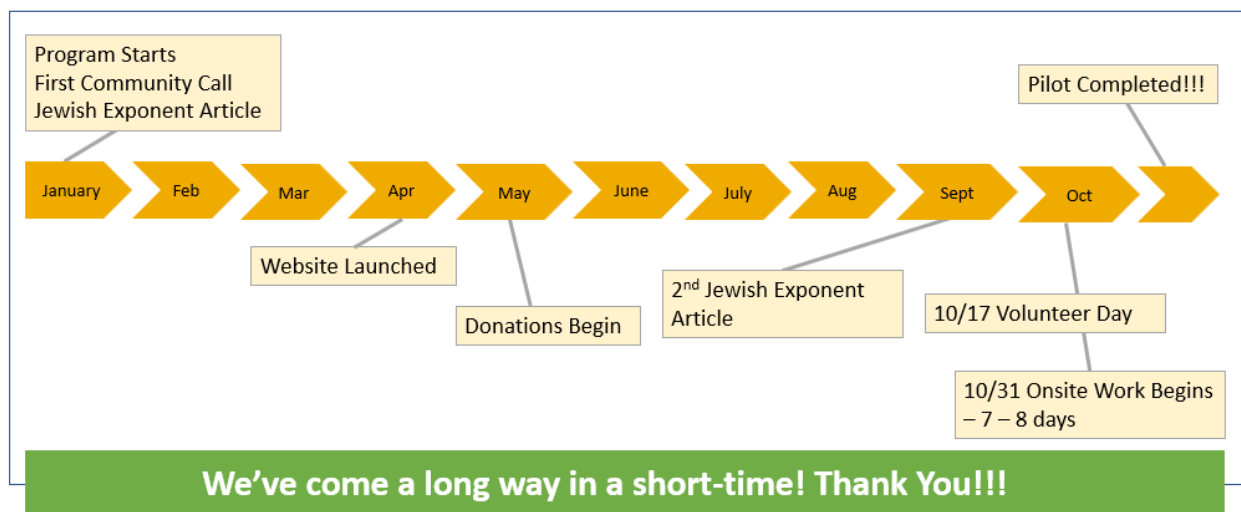 Program Starts
First Community Call
Jewish Exponent Article
Pilot Completed!!!
January
Feb
Mar
Apr
May
June
July
Aug
Sept
Oct
Website Launched
Donations Begin
2nd Jewish Exponent
Article
10/17 Volunteer Day
10/31 Onsite Work Begins
– 7 – 8 days
We’ve come a long way in a short-time! Thank You!!!